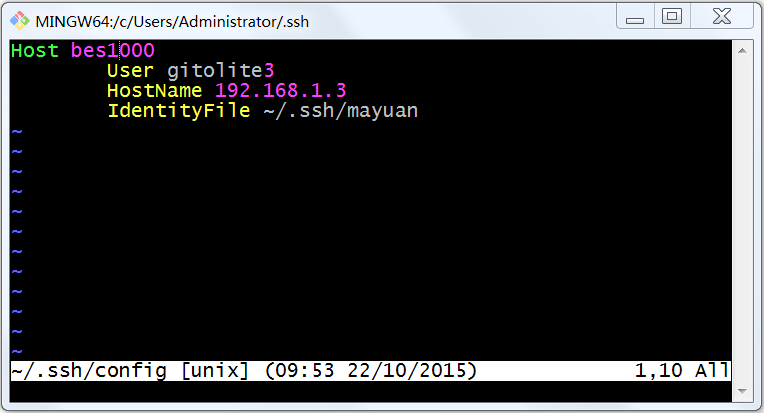 MINGW64:/c/Users/Administrator/.ssh
Host bes1000
        User gitolite3
        HostName 192.168.1.3
        IdentityFile ~/.ssh/mayuan
~
~
~
~
~
~
~
~
~
~
~
~
~/.ssh/config [unix] (09:53 22/10/2015) 1,10 All